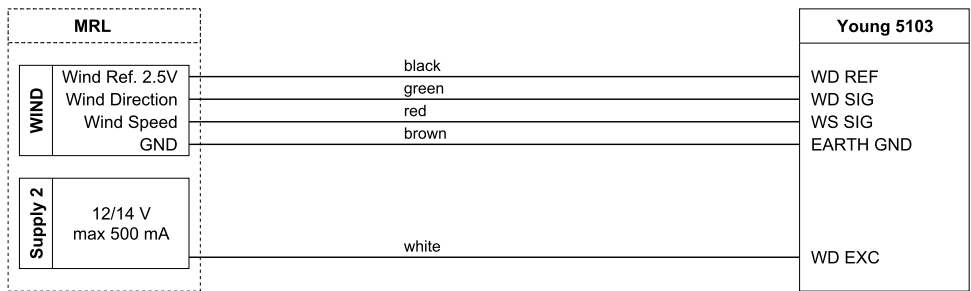 MRL
Young 5103
WIND
Wind Ref. 2.5V
black
WD REF
Wind Direction
green
WD SIG
Wind Speed
red
WS SIG
GND
brown
EARTH GND
Supply 2
12/14 V
max 500 mA
white
WD EXC